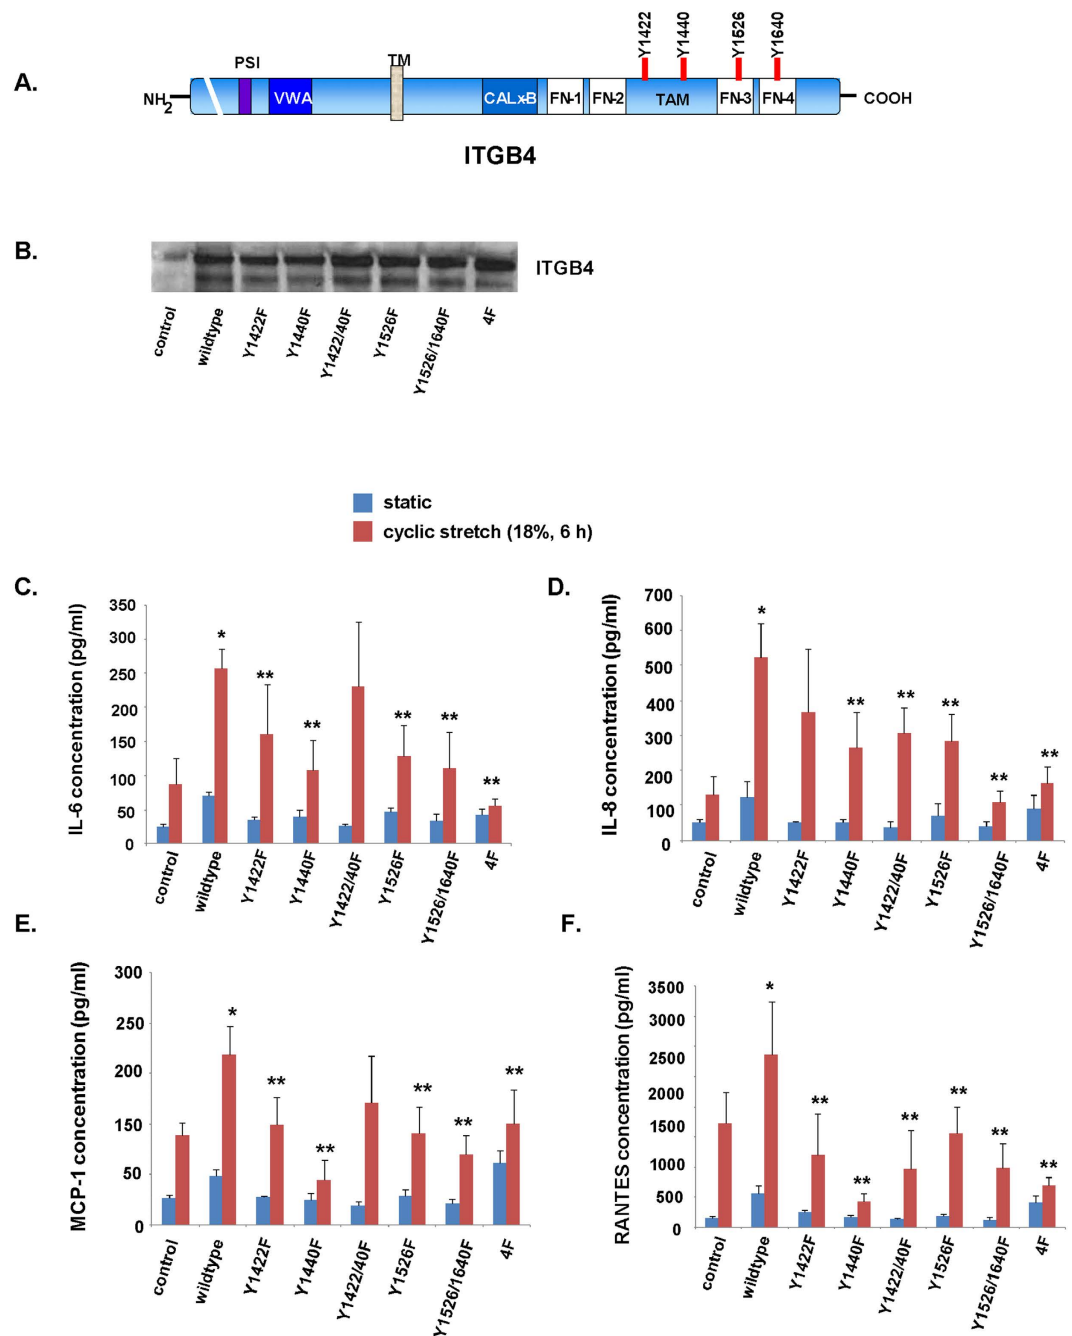 A.
Y1422 Y1440 Y1526 Y1640
PSI TM
NH2 VWA CALxB FN-1 FN-2 TAM FN-3 FN-4 COOH
ITGB4
B.
ITGB4
control wildtype Y1422F Y1440F Y1422/40F Y1526F Y1526/1640F 4F
static
cyclic stretch (18%, 6 h)
C.
IL-6 concentration (pg/ml)
350
300
250
200
150
100
50
0
* ** ** ** ** **
control wildtype Y1422F Y1440F Y1422/40F Y1526F Y1526/1640F 4F
D.
IL-8 concentration (pg/ml)
700
600
500
400
300
200
100
0
* ** ** ** ** **
control wildtype Y1422F Y1440F Y1422/40F Y1526F Y1526/1640F 4F
E.
MCP-1 concentration (pg/ml)
300
250
200
150
50
0
* ** ** ** ** **
control wildtype Y1422F Y1440F Y1422/40F Y1526F Y1526/1640F 4F
F.
RANTES concentration (pg/ml)
3500
3000
2500
2000
1500
1000
500
0
* ** ** ** ** ** **
control wildtype Y1422F Y1440F Y1422/40F Y1526F Y1526/1640F 4F